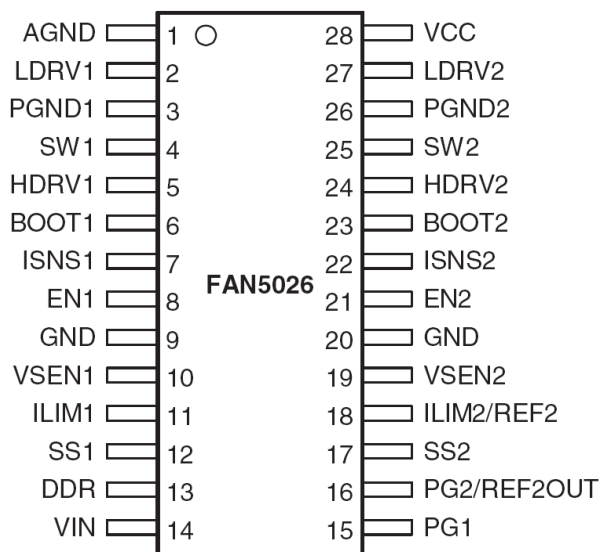 AGND 1 28 VCC
LDRV1 2 27 LDRV2
PGND1 3 26 PGND2
SW1 4 25 SW2
HDRV1 5 24 HDRV2
BOOT1 6 23 BOOT2
ISNS1 7 22 ISNS2
FAN5026
EN1 8 21 EN2
GND 9 20 GND
VSEN1 10 19 VSEN2
ILIM1 11 18 ILIM2/REF2
SS1 12 17 SS2
DDR 13 16 PG2/REF2OUT
VIN 14 15 PG1